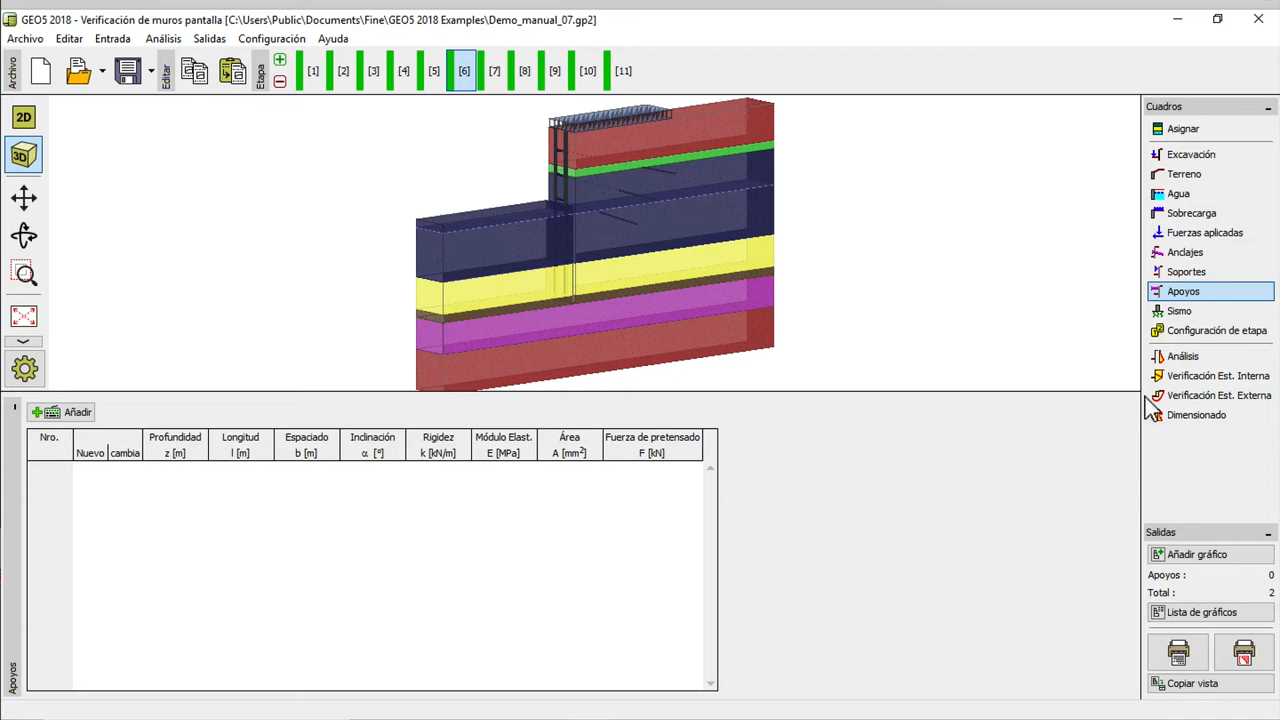 GEO5 2018 - Verificación de muros pantalla [C:\Users\Public\Documents\Fine\GEO5 2018 Examples\Demo_manual_07.gp2]
Archivo Editar Entrada Análisis Salidas Configuración Ayuda
Archivo Editar Etapa [1] [2] [3] [4] [5] [6] [7] [8] [9] [10] [11]
2D
3D
Cuadros
Asignar
Excavación
Terreno
Agua
Sobrecarga
Fuerzas aplicadas
Anclajes
Soportes
Apoyos
Sismo
Configuración de etapa
Análisis
Verificación Est. Interna
Verificación Est. Externa
Dimensionado
Añadir
Nro. Profundidad Longitud Espaciado Inclinación Rigidez Módulo Elast. Área Fuerza de pretensado
Nuevo cambia z [m] l [m] b [m] α [°] k [kN/m] E [MPa] A [mm²] F [kN]
Apoyos
Salidas
Añadir gráfico
Apoyos : 0
Total : 2
Lista de gráficos
Copiar vista